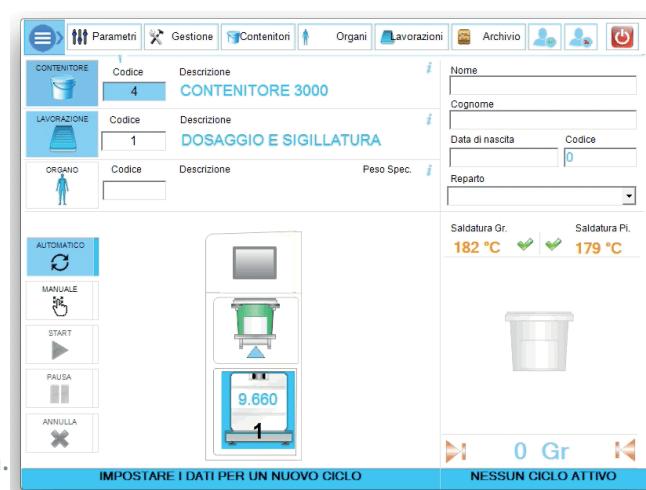 Parametri Gestione Contenitori Organi Lavorazioni Archivio
CONTENITORE
Codice Descrizione
4 CONTENITORE 3000
LAVORAZIONE
Codice Descrizione
1 DOSAGGIO E SIGILLATURA
ORGANO
Codice Descrizione Peso Spec.
Nome
Cognome
Data di nascita Codice
0
Reparto
Saldatura Gr. Saldatura Pi.
182 °C 179 °C
AUTOMATICO
MANUALE
START
PAUSA
ANNULLA
9.660
1
0 Gr
IMPOSTARE I DATI PER UN NUOVO CICLO
NESSUN CICLO ATTIVO